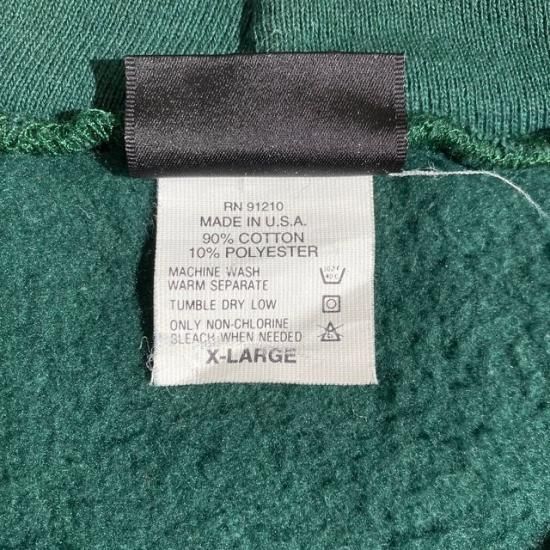 RN 91210
MADE IN U.S.A.
90% COTTON
10% POLYESTER
MACHINE WASH
WARM SEPARATE
TUMBLE DRY LOW
ONLY NON-CHLORINE
BLEACH WHEN NEEDED
X-LARGE